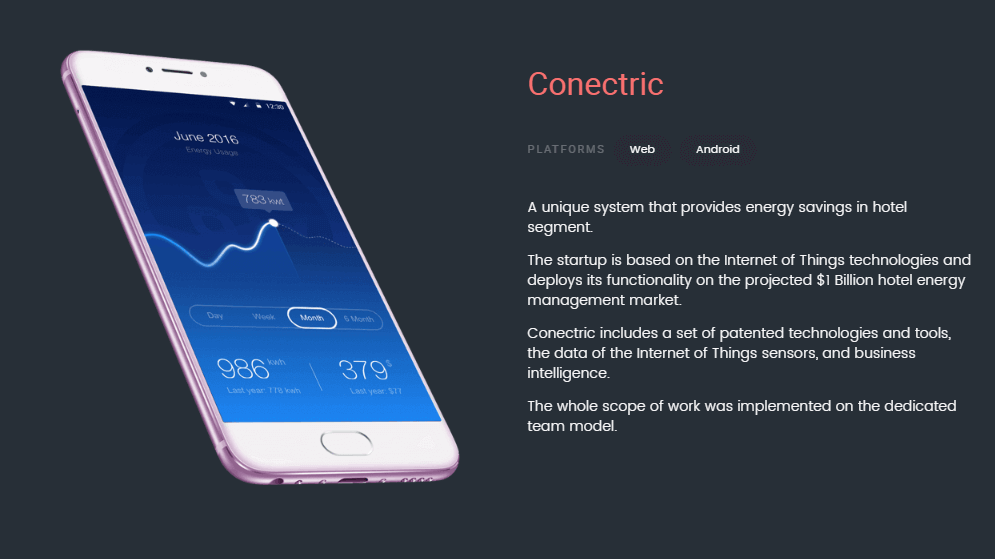 12:30
June 2016
Energy Usage
783 kwt
Day Week Month 6 Month
986 kwh 379 $
Last year: 778 kwh Last year: $77
Conectric
PLATFORMS Web Android
A unique system that provides energy savings in hotel
segment.
The startup is based on the Internet of Things technologies and
deploys its functionality on the projected $1 Billion hotel energy
management market.
Conectric includes a set of patented technologies and tools,
the data of the Internet of Things sensors, and business
intelligence.
The whole scope of work was implemented on the dedicated
team model.